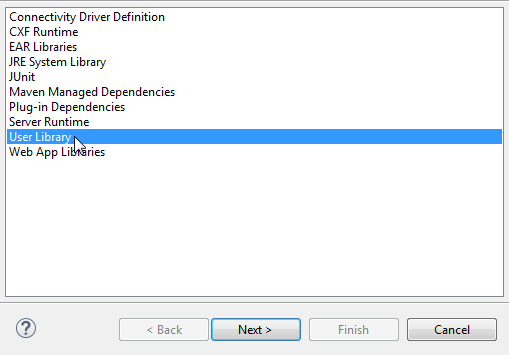 Connectivity Driver Definition
CXF Runtime
EAR Libraries
JRE System Library
JUnit
Maven Managed Dependencies
Plug-in Dependencies
Server Runtime
User Library
Web App Libraries
?
< Back
Next >
Finish
Cancel